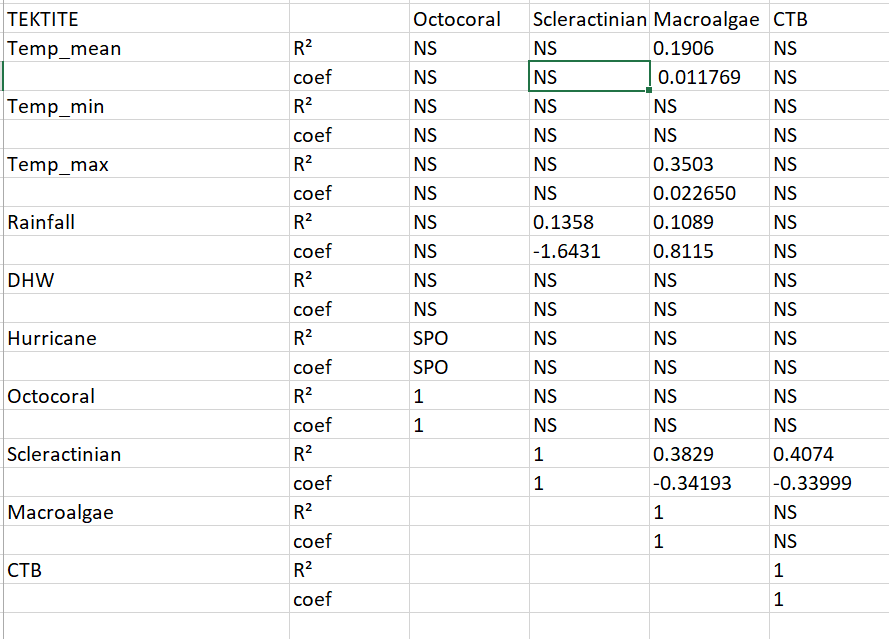 TEKTITE Octocoral Scleractinian Macroalgae CTB
Temp_mean R² NS NS 0.1906 NS
coef NS NS 0.011769 NS
Temp_min R² NS NS NS NS
coef NS NS NS NS
Temp_max R² NS NS 0.3503 NS
coef NS NS 0.022650 NS
Rainfall R² NS 0.1358 0.1089 NS
coef NS -1.6431 0.8115 NS
DHW R² NS NS NS NS
coef NS NS NS NS
Hurricane R² SPO NS NS NS
coef SPO NS NS NS
Octocoral R² 1 NS NS NS
coef 1 NS NS NS
Scleractinian R² 1 0.3829 0.4074
coef 1 -0.34193 -0.33999
Macroalgae R² 1 NS
coef 1 NS
CTB R² 1
coef 1